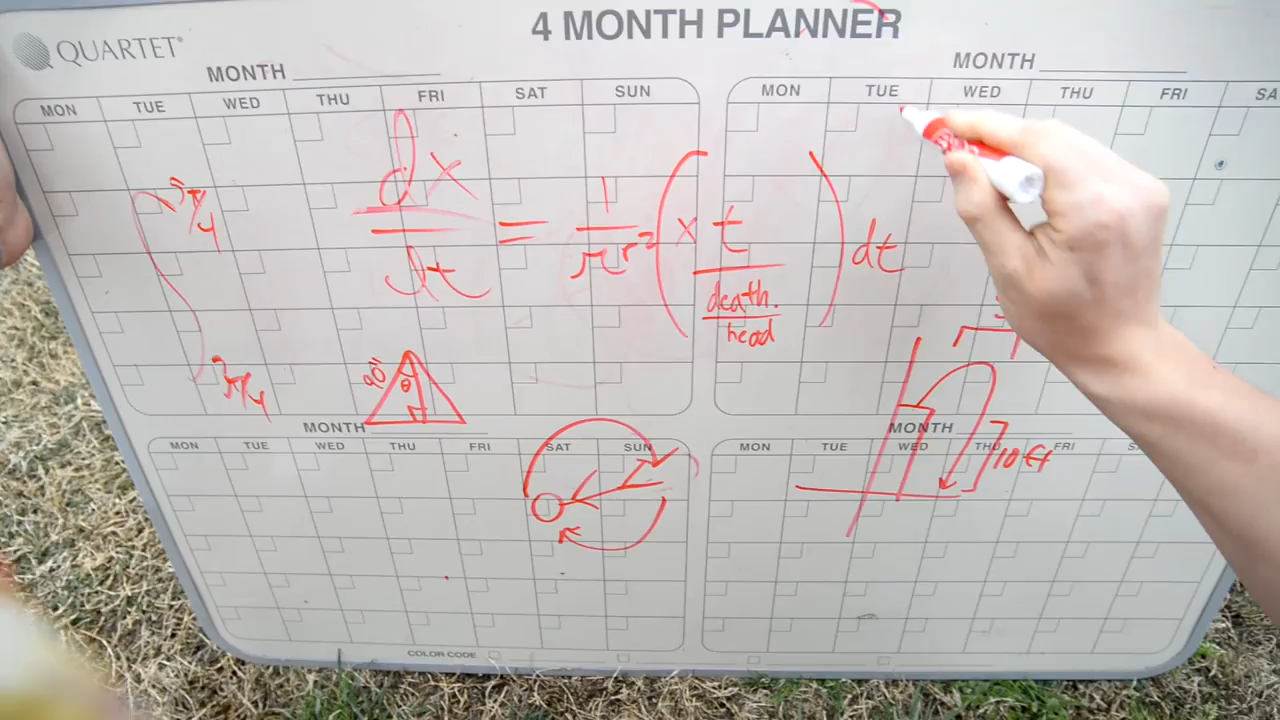 4 MONTH PLANNER
QUARTET®
MONTH
MON TUE WED THU FRI SAT SUN
MONTH
MON TUE WED THU FRI SA
dx
dt
=
1
πr²
( x t
death.
head
) dt
3π/4
90°
θ
MONTH
MON TUE WED THU FRI SAT SUN
MONTH
MON TUE WED THU FRI
10 ft
COLOR CODE